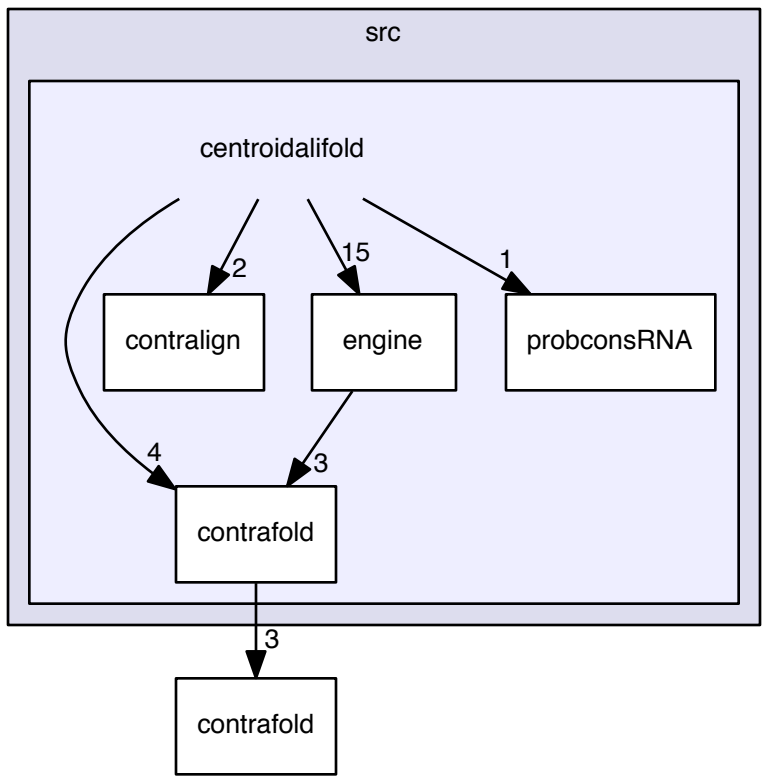 src
centroidalifold
2
15
1
contralign
engine
probconsRNA
4
3
contrafold
3
contrafold